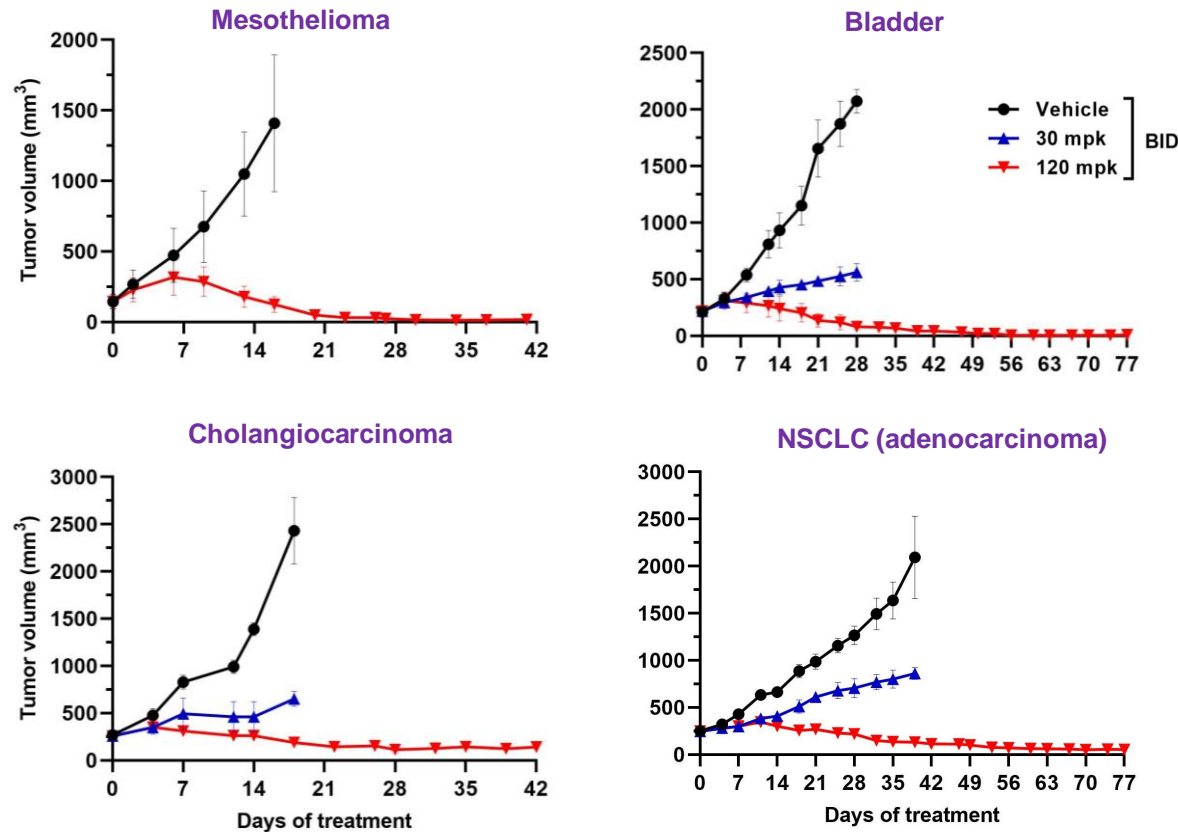 Mesothelioma
Tumor volume (mm³)
2000
1500
1000
500
0
0 7 14 21 28 35 42
Bladder
2500
2000
1500
1000
500
0
0 7 14 21 28 35 42 49 56 63 70 77
Vehicle
30 mpk
120 mpk
BID
Cholangiocarcinoma
Tumor volume (mm³)
3000
2500
2000
1500
1000
500
0
0 7 14 21 28 35 42
Days of treatment
NSCLC (adenocarcinoma)
3000
2500
2000
1500
1000
500
0
0 7 14 21 28 35 42 49 56 63 70 77
Days of treatment